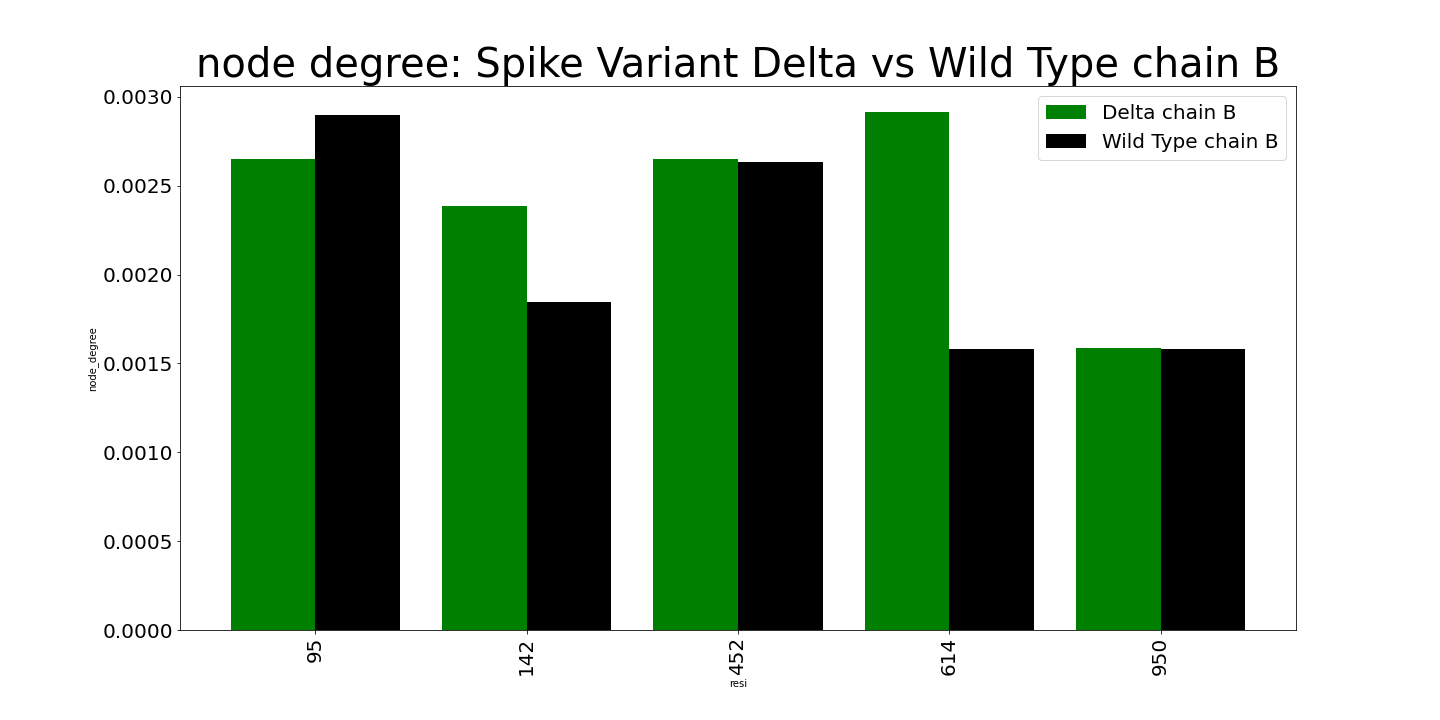 node degree: Spike Variant Delta vs Wild Type chain B
Delta chain B
Wild Type chain B
node_degree
0.0030
0.0025
0.0020
0.0015
0.0010
0.0005
0.0000
95
142
452
614
950
resi